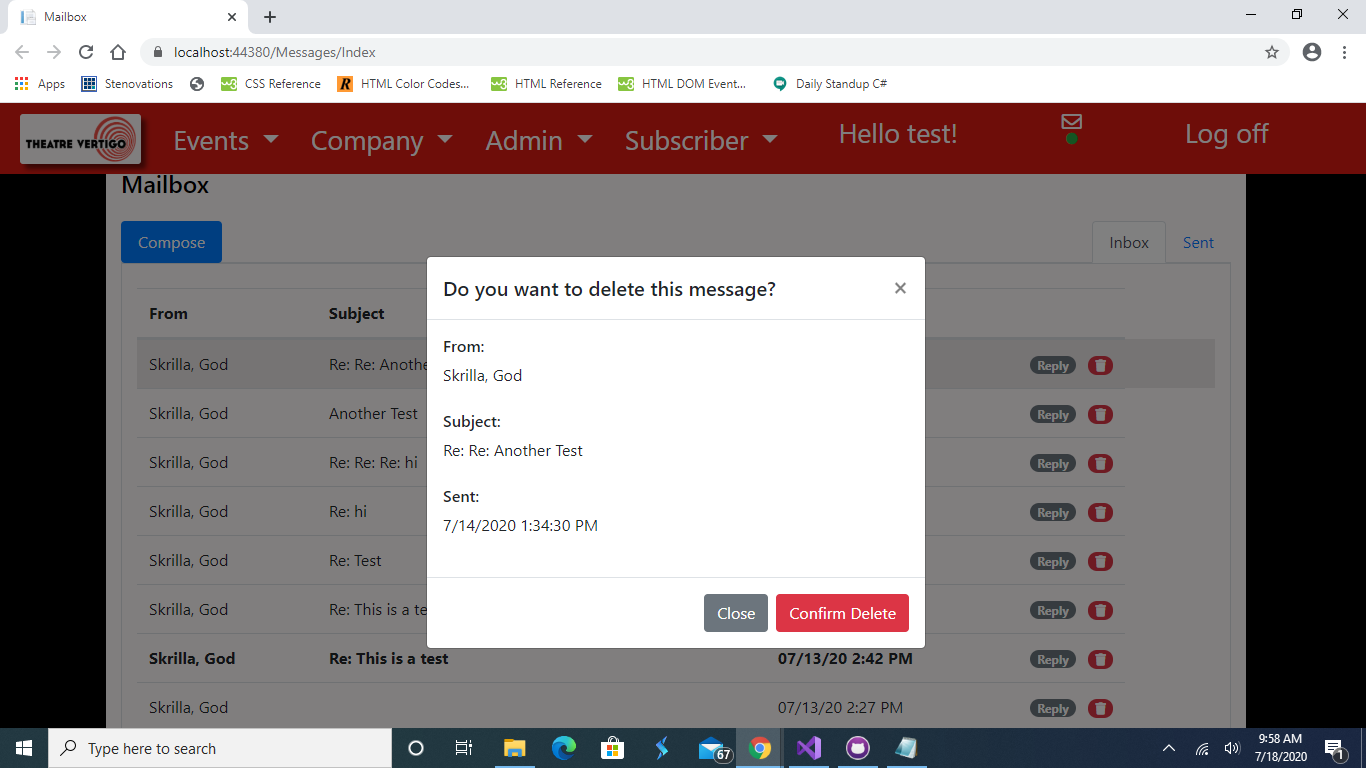 Mailbox
localhost:44380/Messages/Index
Apps Stenovations CSS Reference HTML Color Codes... HTML Reference HTML DOM Event... Daily Standup C#
THEATRE VERTIGO Events Company Admin Subscriber Hello test! Log off
Mailbox
Compose Inbox Sent
From Subject
Skrilla, God Re: Re: Anothe Reply
Skrilla, God Another Test Reply
Skrilla, God Re: Re: Re: hi Reply
Skrilla, God Re: hi Reply
Skrilla, God Re: Test Reply
Skrilla, God Re: This is a te Reply
Skrilla, God Re: This is a test 07/13/20 2:42 PM Reply
Skrilla, God 07/13/20 2:27 PM Reply
Do you want to delete this message? ×
From:
Skrilla, God
Subject:
Re: Re: Another Test
Sent:
7/14/2020 1:34:30 PM
Close Confirm Delete
Type here to search 67 9:58 AM
7/18/2020 1